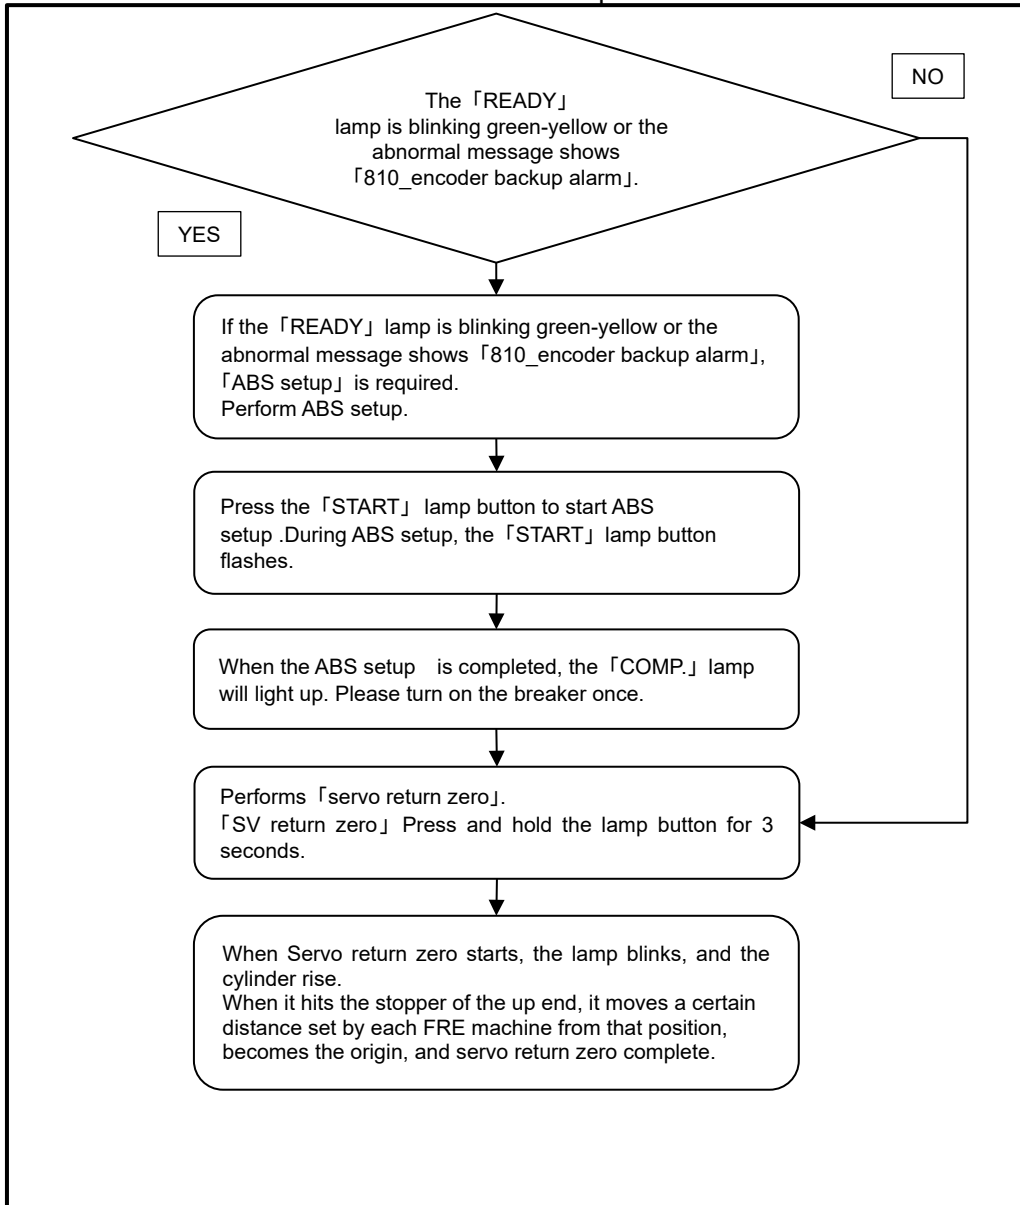 NO
The「READY」
lamp is blinking green-yellow or the
abnormal message shows
「810_encoder backup alarm」.
YES
If the「READY」lamp is blinking green-yellow or the
abnormal message shows「810_encoder backup alarm」,
「ABS setup」is required.
Perform ABS setup.
Press the「START」lamp button to start ABS
setup .During ABS setup, the「START」lamp button
flashes.
When the ABS setup　is completed, the「COMP.」lamp
will light up. Please turn on the breaker once.
Performs「servo return zero」.
「SV return zero」Press and hold the lamp button for 3
seconds.
When Servo return zero starts, the lamp blinks, and the
cylinder rise.
When it hits the stopper of the up end, it moves a certain
distance set by each FRE machine from that position,
becomes the origin, and servo return zero complete.